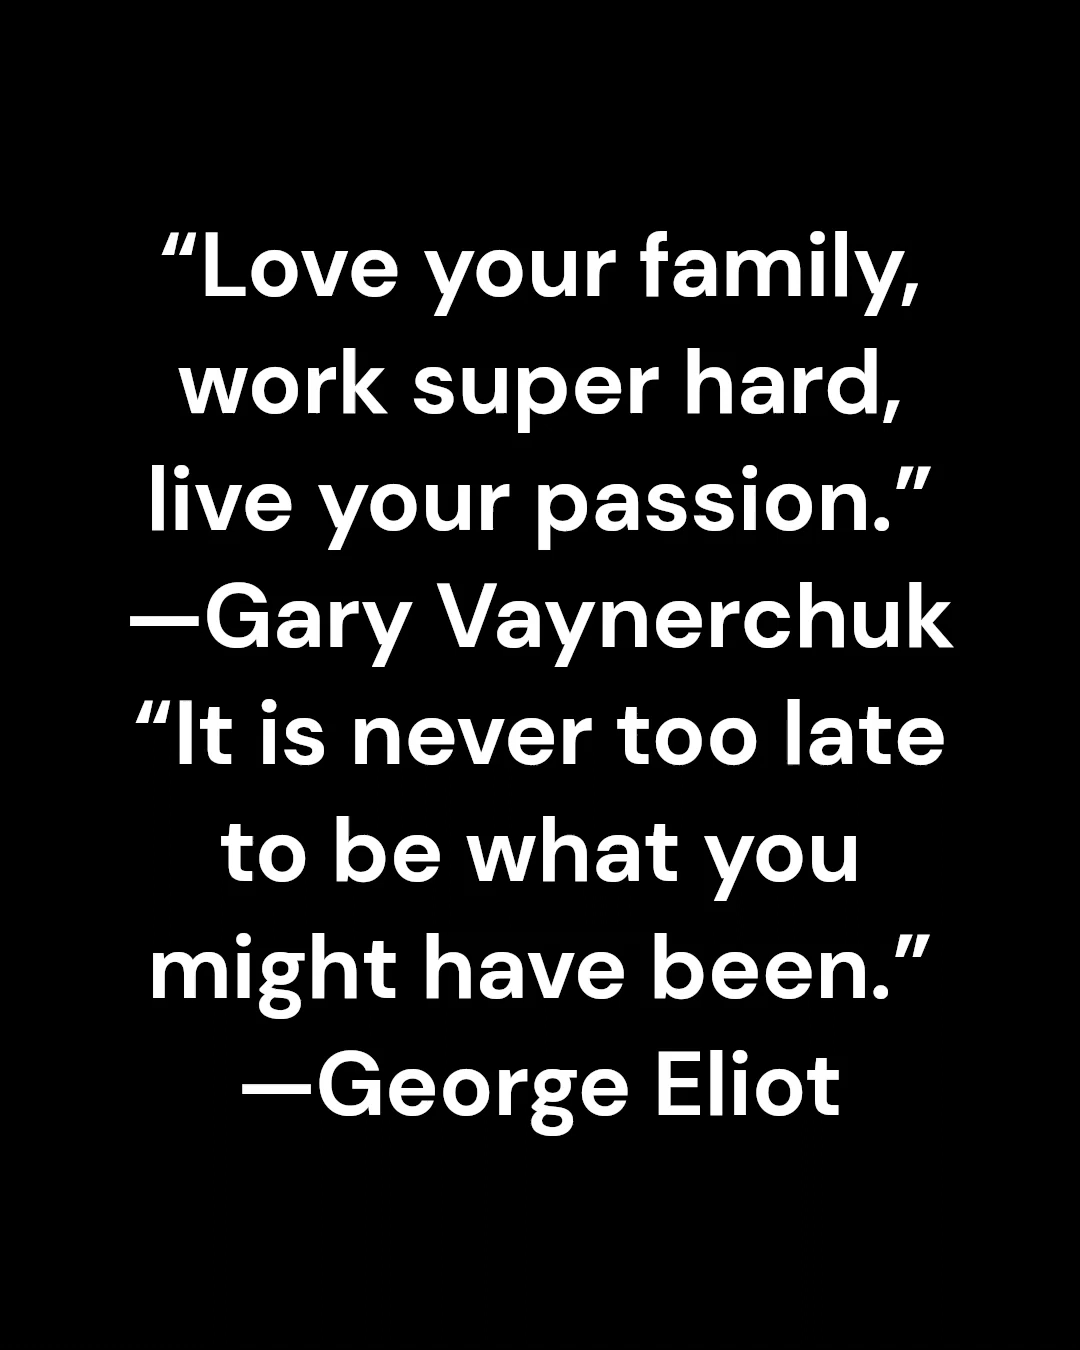 “Love your family,
work super hard,
live your passion.”
—Gary Vaynerchuk
“It is never too late
to be what you
might have been.”
—George Eliot